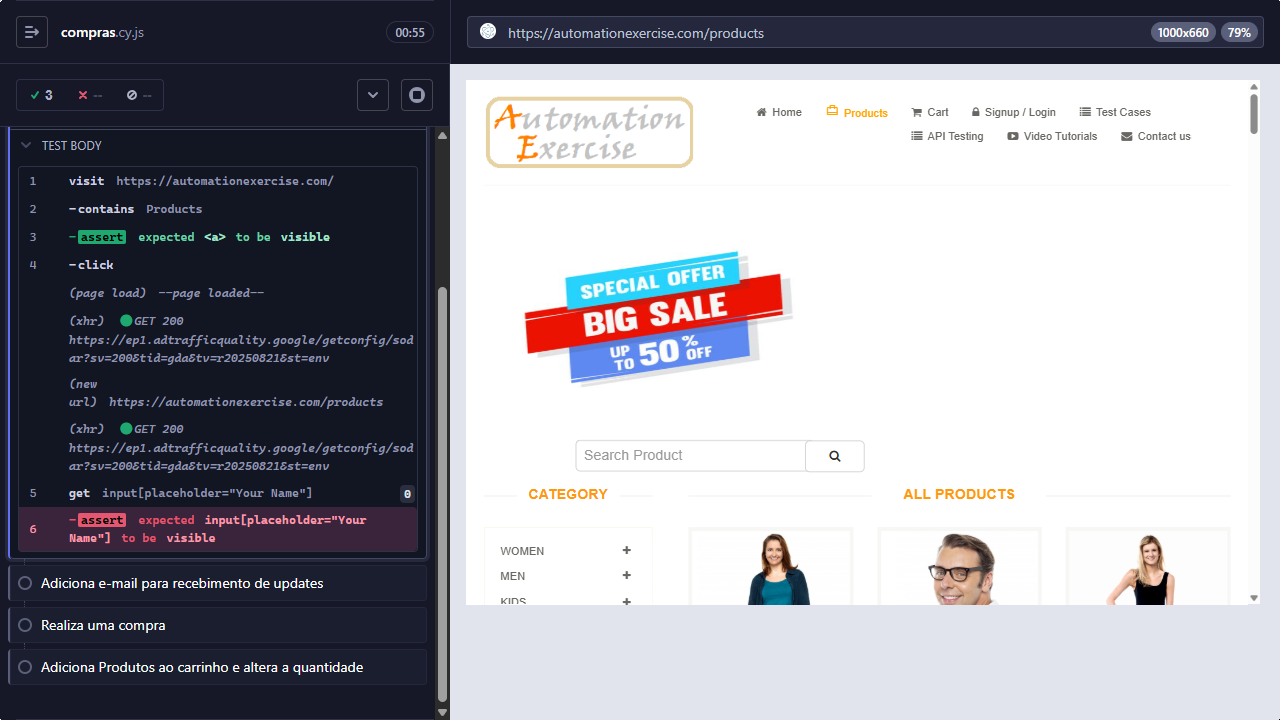 compras.cy.js
00:55
https://automationexercise.com/products
1000x660
79%
3
--
--
TEST BODY
1 visit https://automationexercise.com/
2 -contains Products
3 -assert expected <a> to be visible
4 -click
(page load) --page loaded--
(xhr) GET 200
https://ep1.adtrafficquality.google/getconfig/sod
ar?sv=200&tid=gda&tv=r20250821&st=env
(new
url) https://automationexercise.com/products
(xhr) GET 200
https://ep1.adtrafficquality.google/getconfig/sod
ar?sv=200&tid=gda&tv=r20250821&st=env
5 get input[placeholder="Your Name"] 0
6 -assert expected input[placeholder="Your
Name"] to be visible
Adiciona e-mail para recebimento de updates
Realiza uma compra
Adiciona Produtos ao carrinho e altera a quantidade
Automation
Exercise
Home
Products
Cart
Signup / Login
Test Cases
API Testing
Video Tutorials
Contact us
SPECIAL OFFER
BIG SALE
UP TO 50% OFF
Search Product
CATEGORY
ALL PRODUCTS
WOMEN +
MEN +
KIDS +